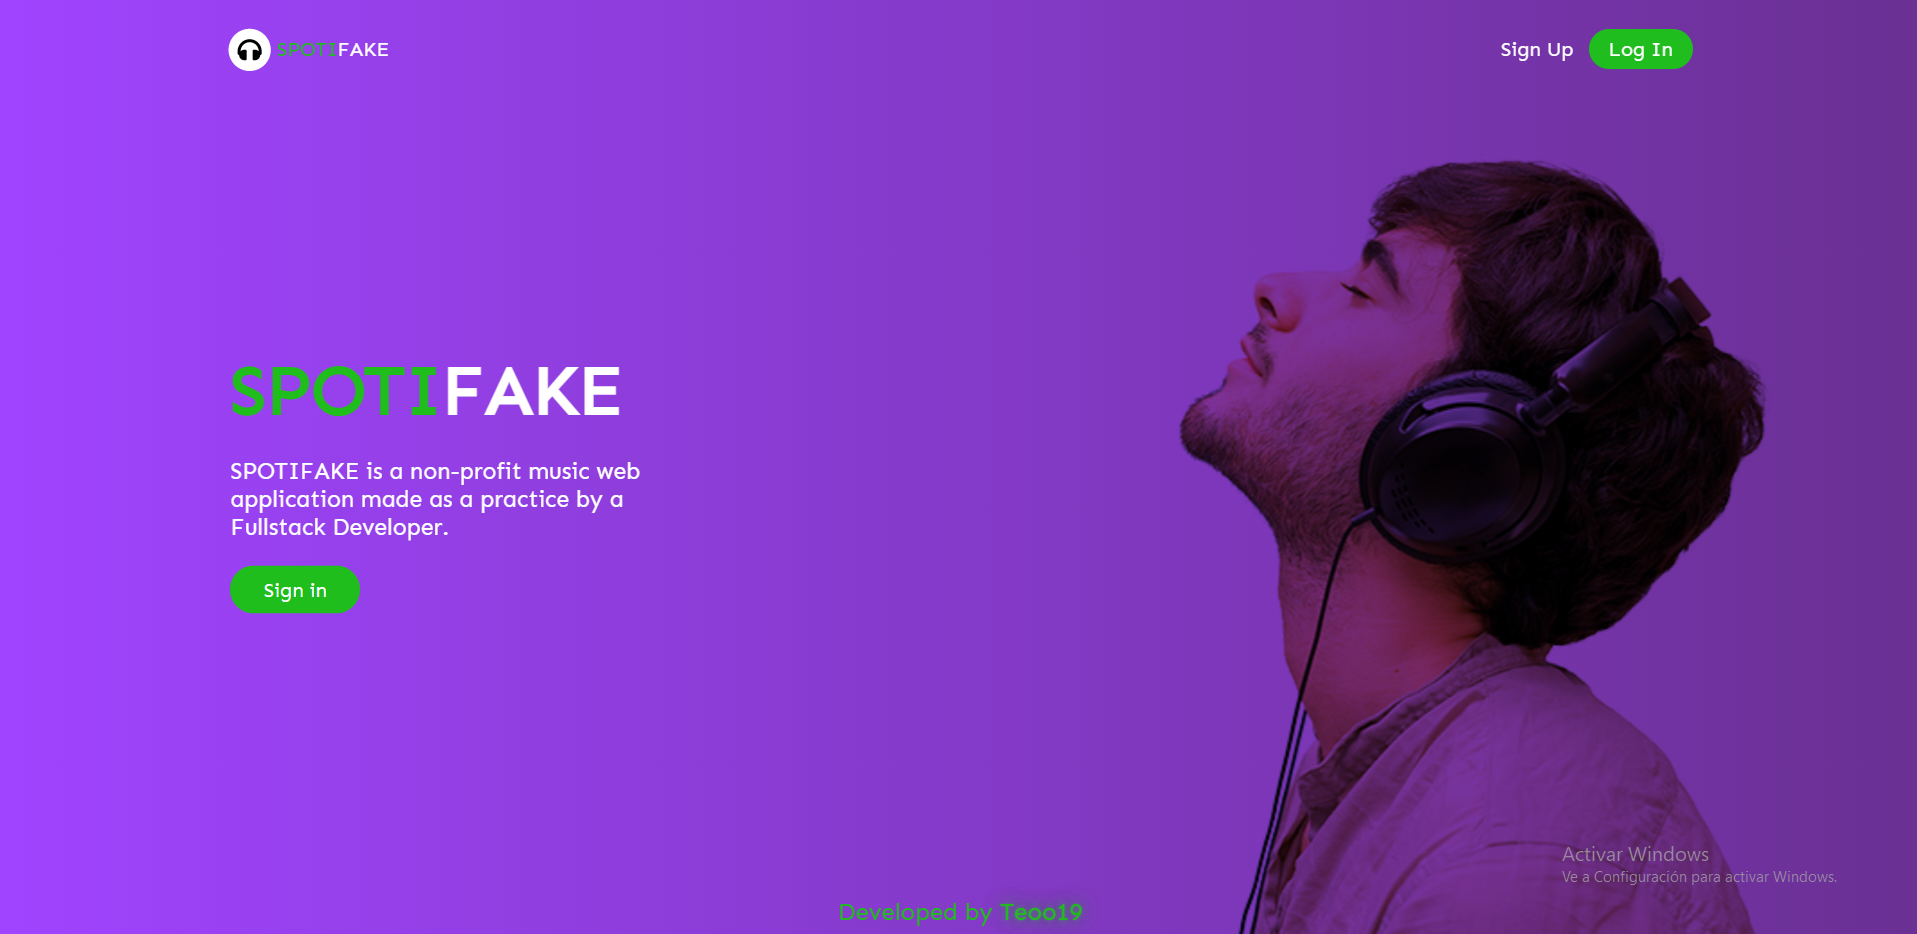 SPOTIFAKE
Sign Up
Log In
SPOTIFAKE
SPOTIFAKE is a non-profit music web
application made as a practice by a
Fullstack Developer.
Sign in
Activar Windows
Ve a Configuración para activar Windows.
Developed by Teoo19